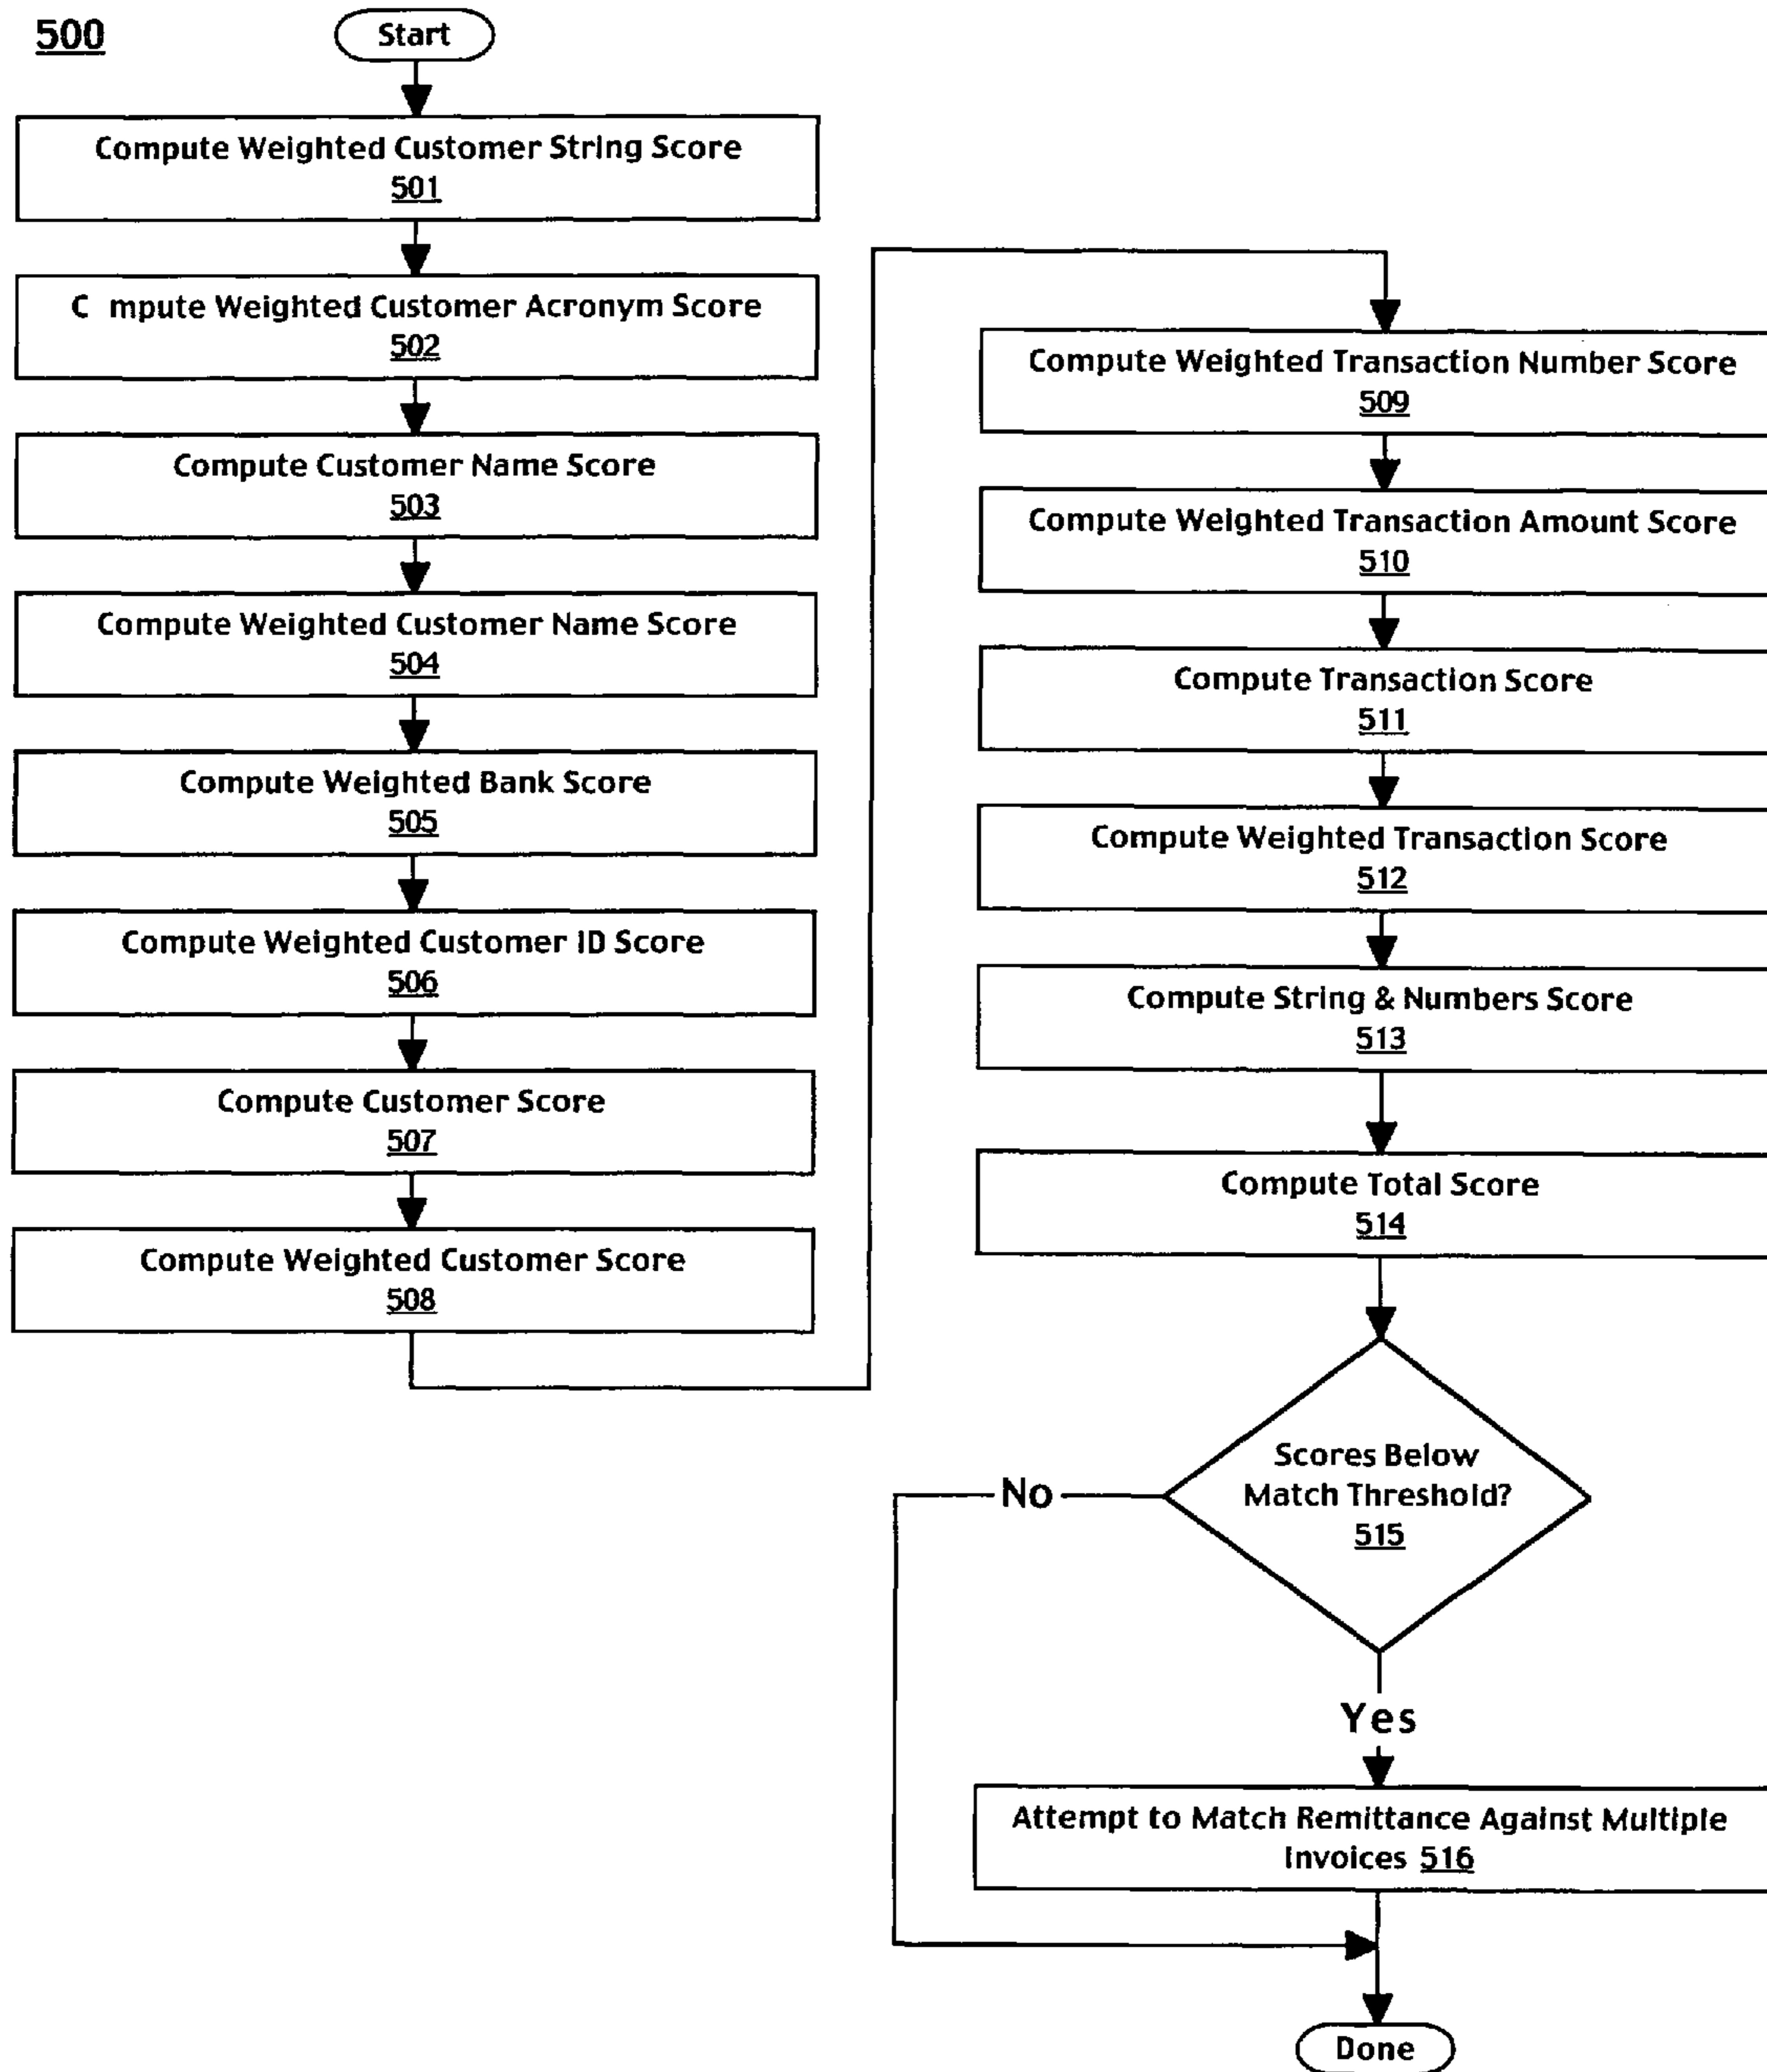 500
Start
Compute Weighted Customer String Score
501
C mpute Weighted Customer Acronym Score
502
Compute Customer Name Score
503
Compute Weighted Customer Name Score
504
Compute Weighted Bank Score
505
Compute Weighted Customer ID Score
506
Compute Customer Score
507
Compute Weighted Customer Score
508
Compute Weighted Transaction Number Score
509
Compute Weighted Transaction Amount Score
510
Compute Transaction Score
511
Compute Weighted Transaction Score
512
Compute String & Numbers Score
513
Compute Total Score
514
Scores Below
Match Threshold?
515
No
Yes
Attempt to Match Remittance Against Multiple
Invoices 516
Done